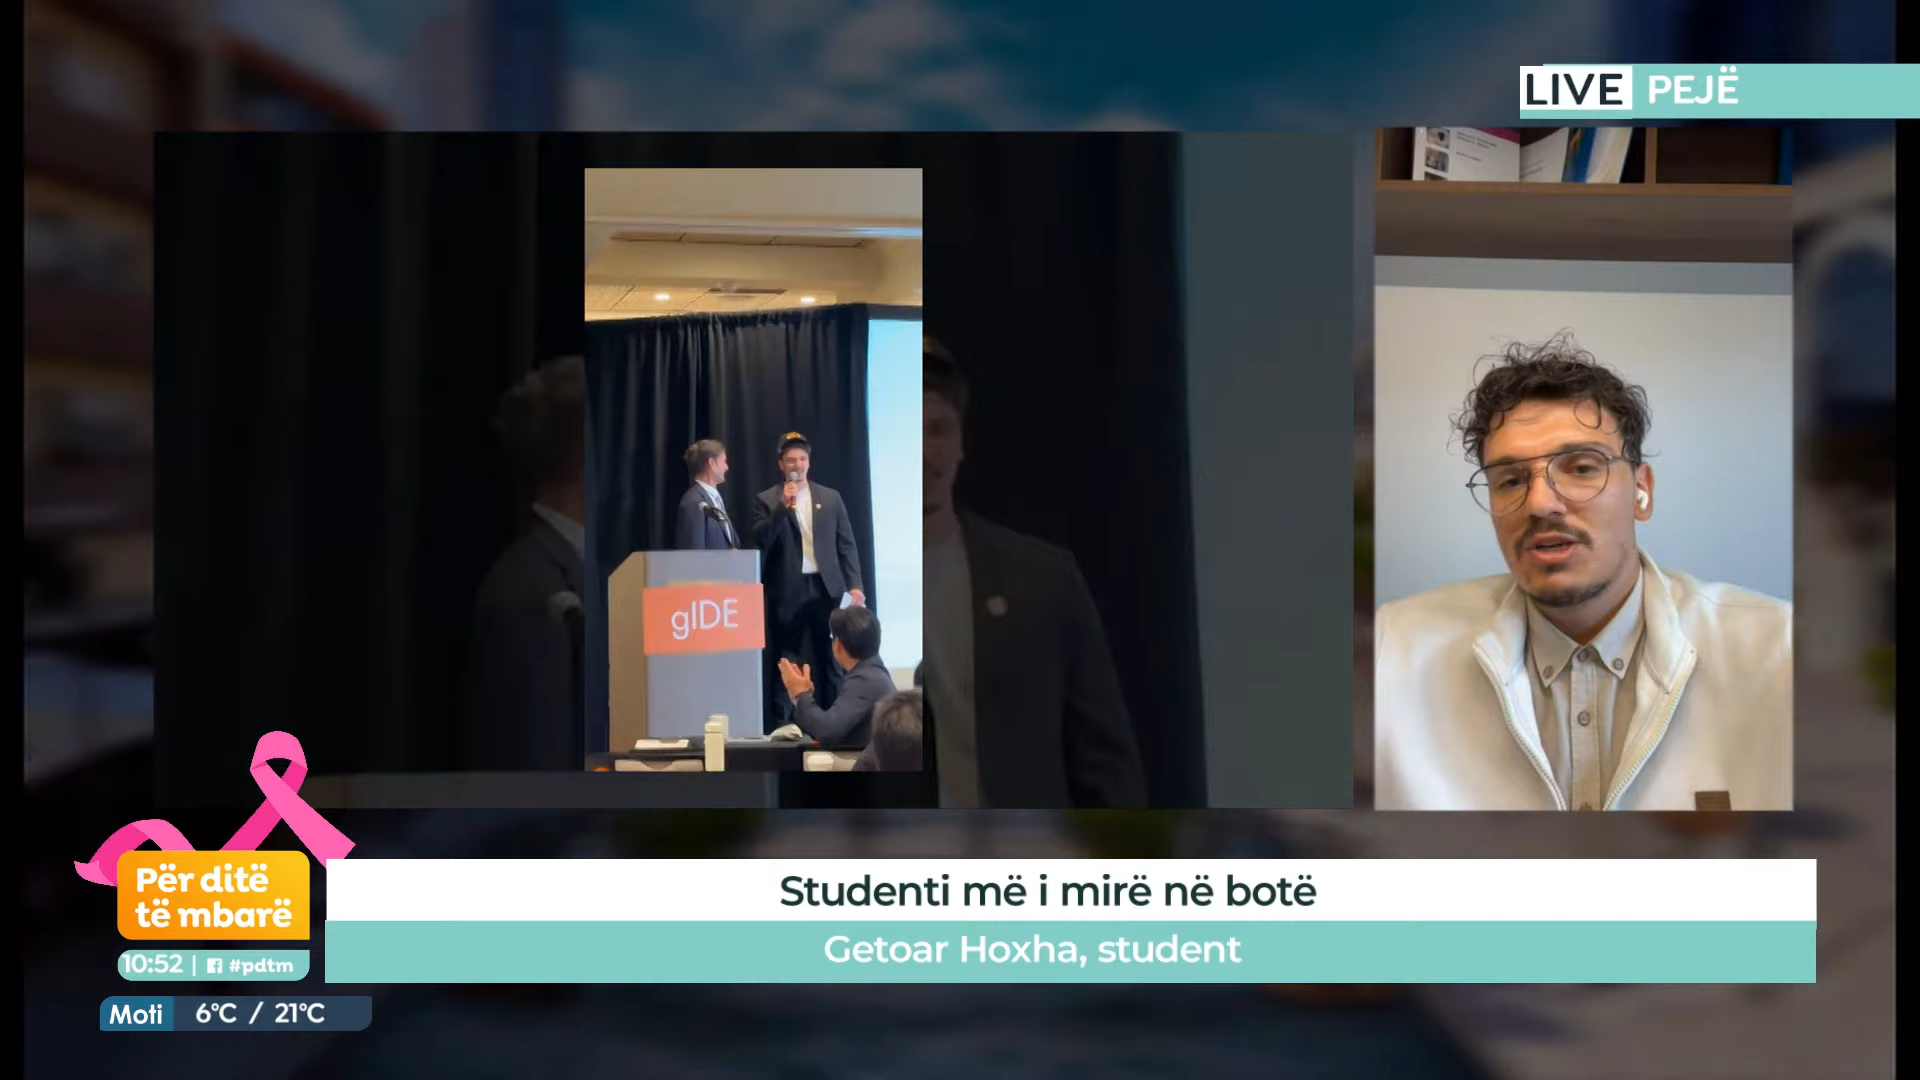 LIVE PEJË
gIDE
Për ditë
të mbarë
Studenti më i mirë në botë
Getoar Hoxha, student
10:52 | #pdtm
Moti 6°C / 21°C